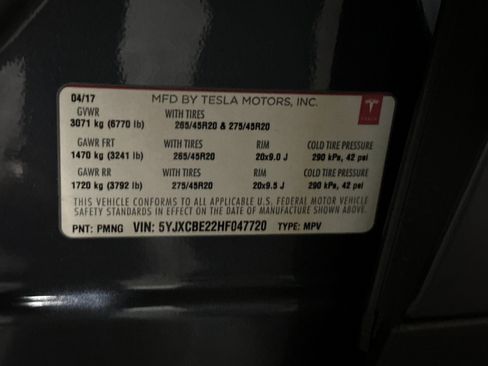 04/17 MFD BY TESLA MOTORS, INC.
GVWR WITH TIRES
3071 kg (6770 lb) 265/45R20 & 275/45R20
GAWR FRT WITH TIRES RIM COLD TIRE PRESSURE
1470 kg (3241 lb) 265/45R20 20x9.0 J 290 kPa, 42 psi
GAWR RR WITH TIRES RIM COLD TIRE PRESSURE
1720 kg (3792 lb) 275/45R20 20x9.5 J 290 kPa, 42 psi
THIS VEHICLE CONFORMS TO ALL APPLICABLE U.S. FEDERAL MOTOR VEHICLE
SAFETY STANDARDS IN EFFECT ON THE DATE OF MANUFACTURE SHOWN ABOVE.
PNT: PMNG VIN: 5YJXCBE22HF047720 TYPE: MPV
TESLA